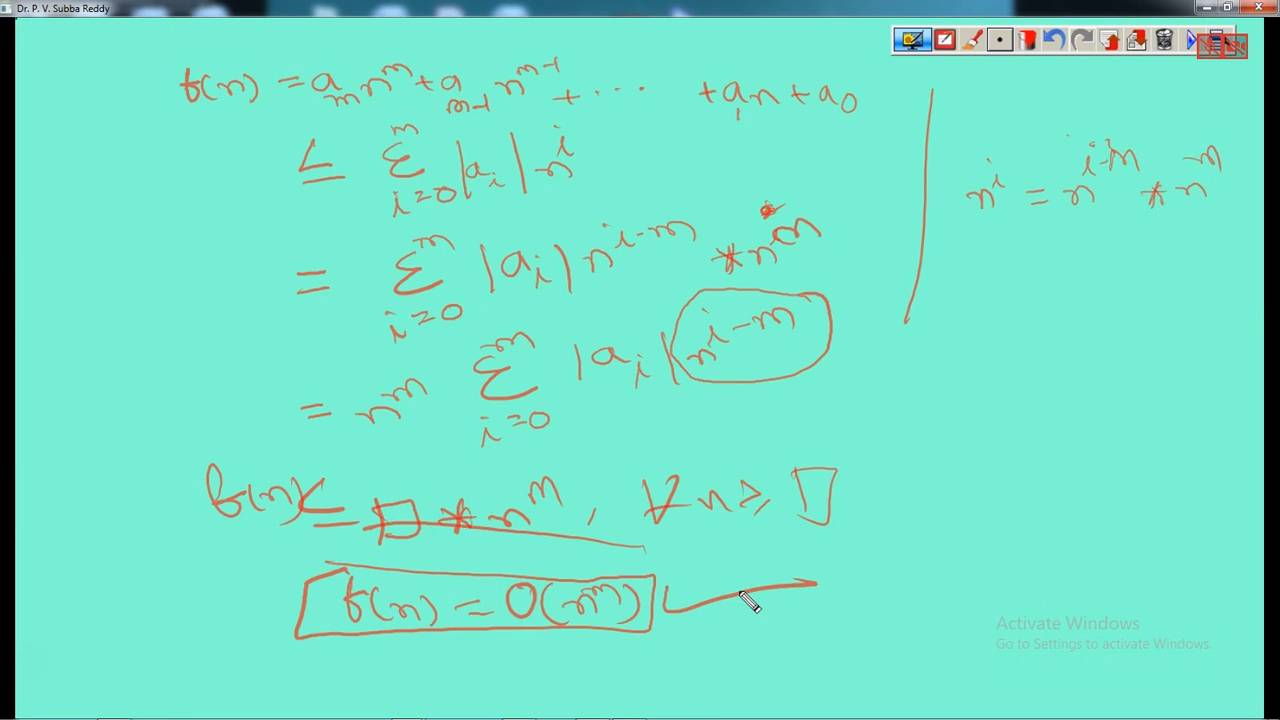 Dr. P. V. Subba Reddy
f(n) = a_m n^m + a_{m-1} n^{m-1} + ... + a_1 n + a_0
≤ Σ_{i=0}^{m} |a_i| n^i
n^i = n^{i-m} * n^m
= Σ_{i=0}^{m} |a_i| n^{i-m} * n^m
= n^m Σ_{i=0}^{m} |a_i| n^{i-m}
f(n) ≤ □ * n^m, ∀ n ≥ □
f(n) = O(n^m)
Activate Windows
Go to Settings to activate Windows.